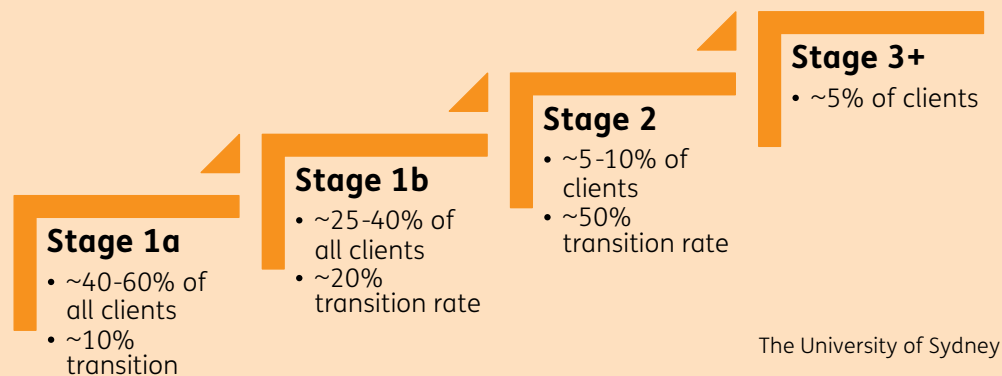 Stage 1a
• ~40-60% of
all clients
• ~10%
transition
Stage 1b
• ~25-40% of
all clients
• ~20%
transition rate
Stage 2
• ~5-10% of
clients
• ~50%
transition rate
Stage 3+
• ~5% of clients
The University of Sydney